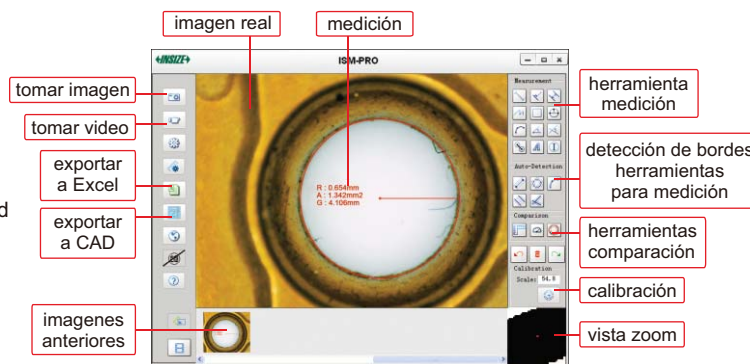 imagen real
medición
INSIZE
ISM-PRO
tomar imagen
tomar video
exportar
a Excel
d
exportar
a CAD
imagenes
anteriores
R : 0.654mm
A : 1.342mm2
G : 4.106mm
Measurement
Auto-Detection
Comparison
Calibration
Scale: 54.8
herramienta
medición
detección de bordes
herramientas
para medición
herramientas
comparación
calibración
vista zoom